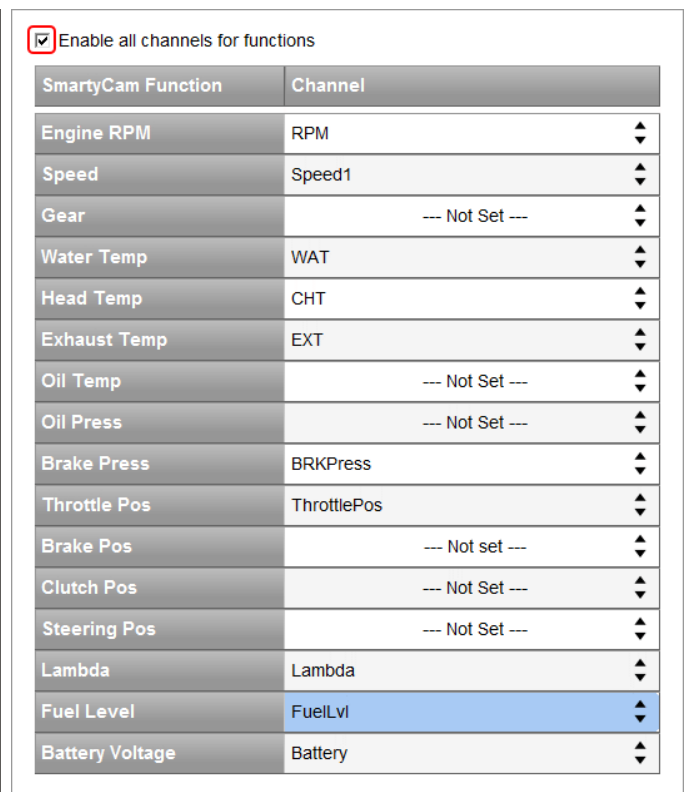 Enable all channels for functions
SmartyCam Function Channel
Engine RPM RPM
Speed Speed1
Gear --- Not Set ---
Water Temp WAT
Head Temp CHT
Exhaust Temp EXT
Oil Temp --- Not Set ---
Oil Press --- Not Set ---
Brake Press BRKPress
Throttle Pos ThrottlePos
Brake Pos --- Not set ---
Clutch Pos --- Not Set ---
Steering Pos --- Not Set ---
Lambda Lambda
Fuel Level FuelLvl
Battery Voltage Battery